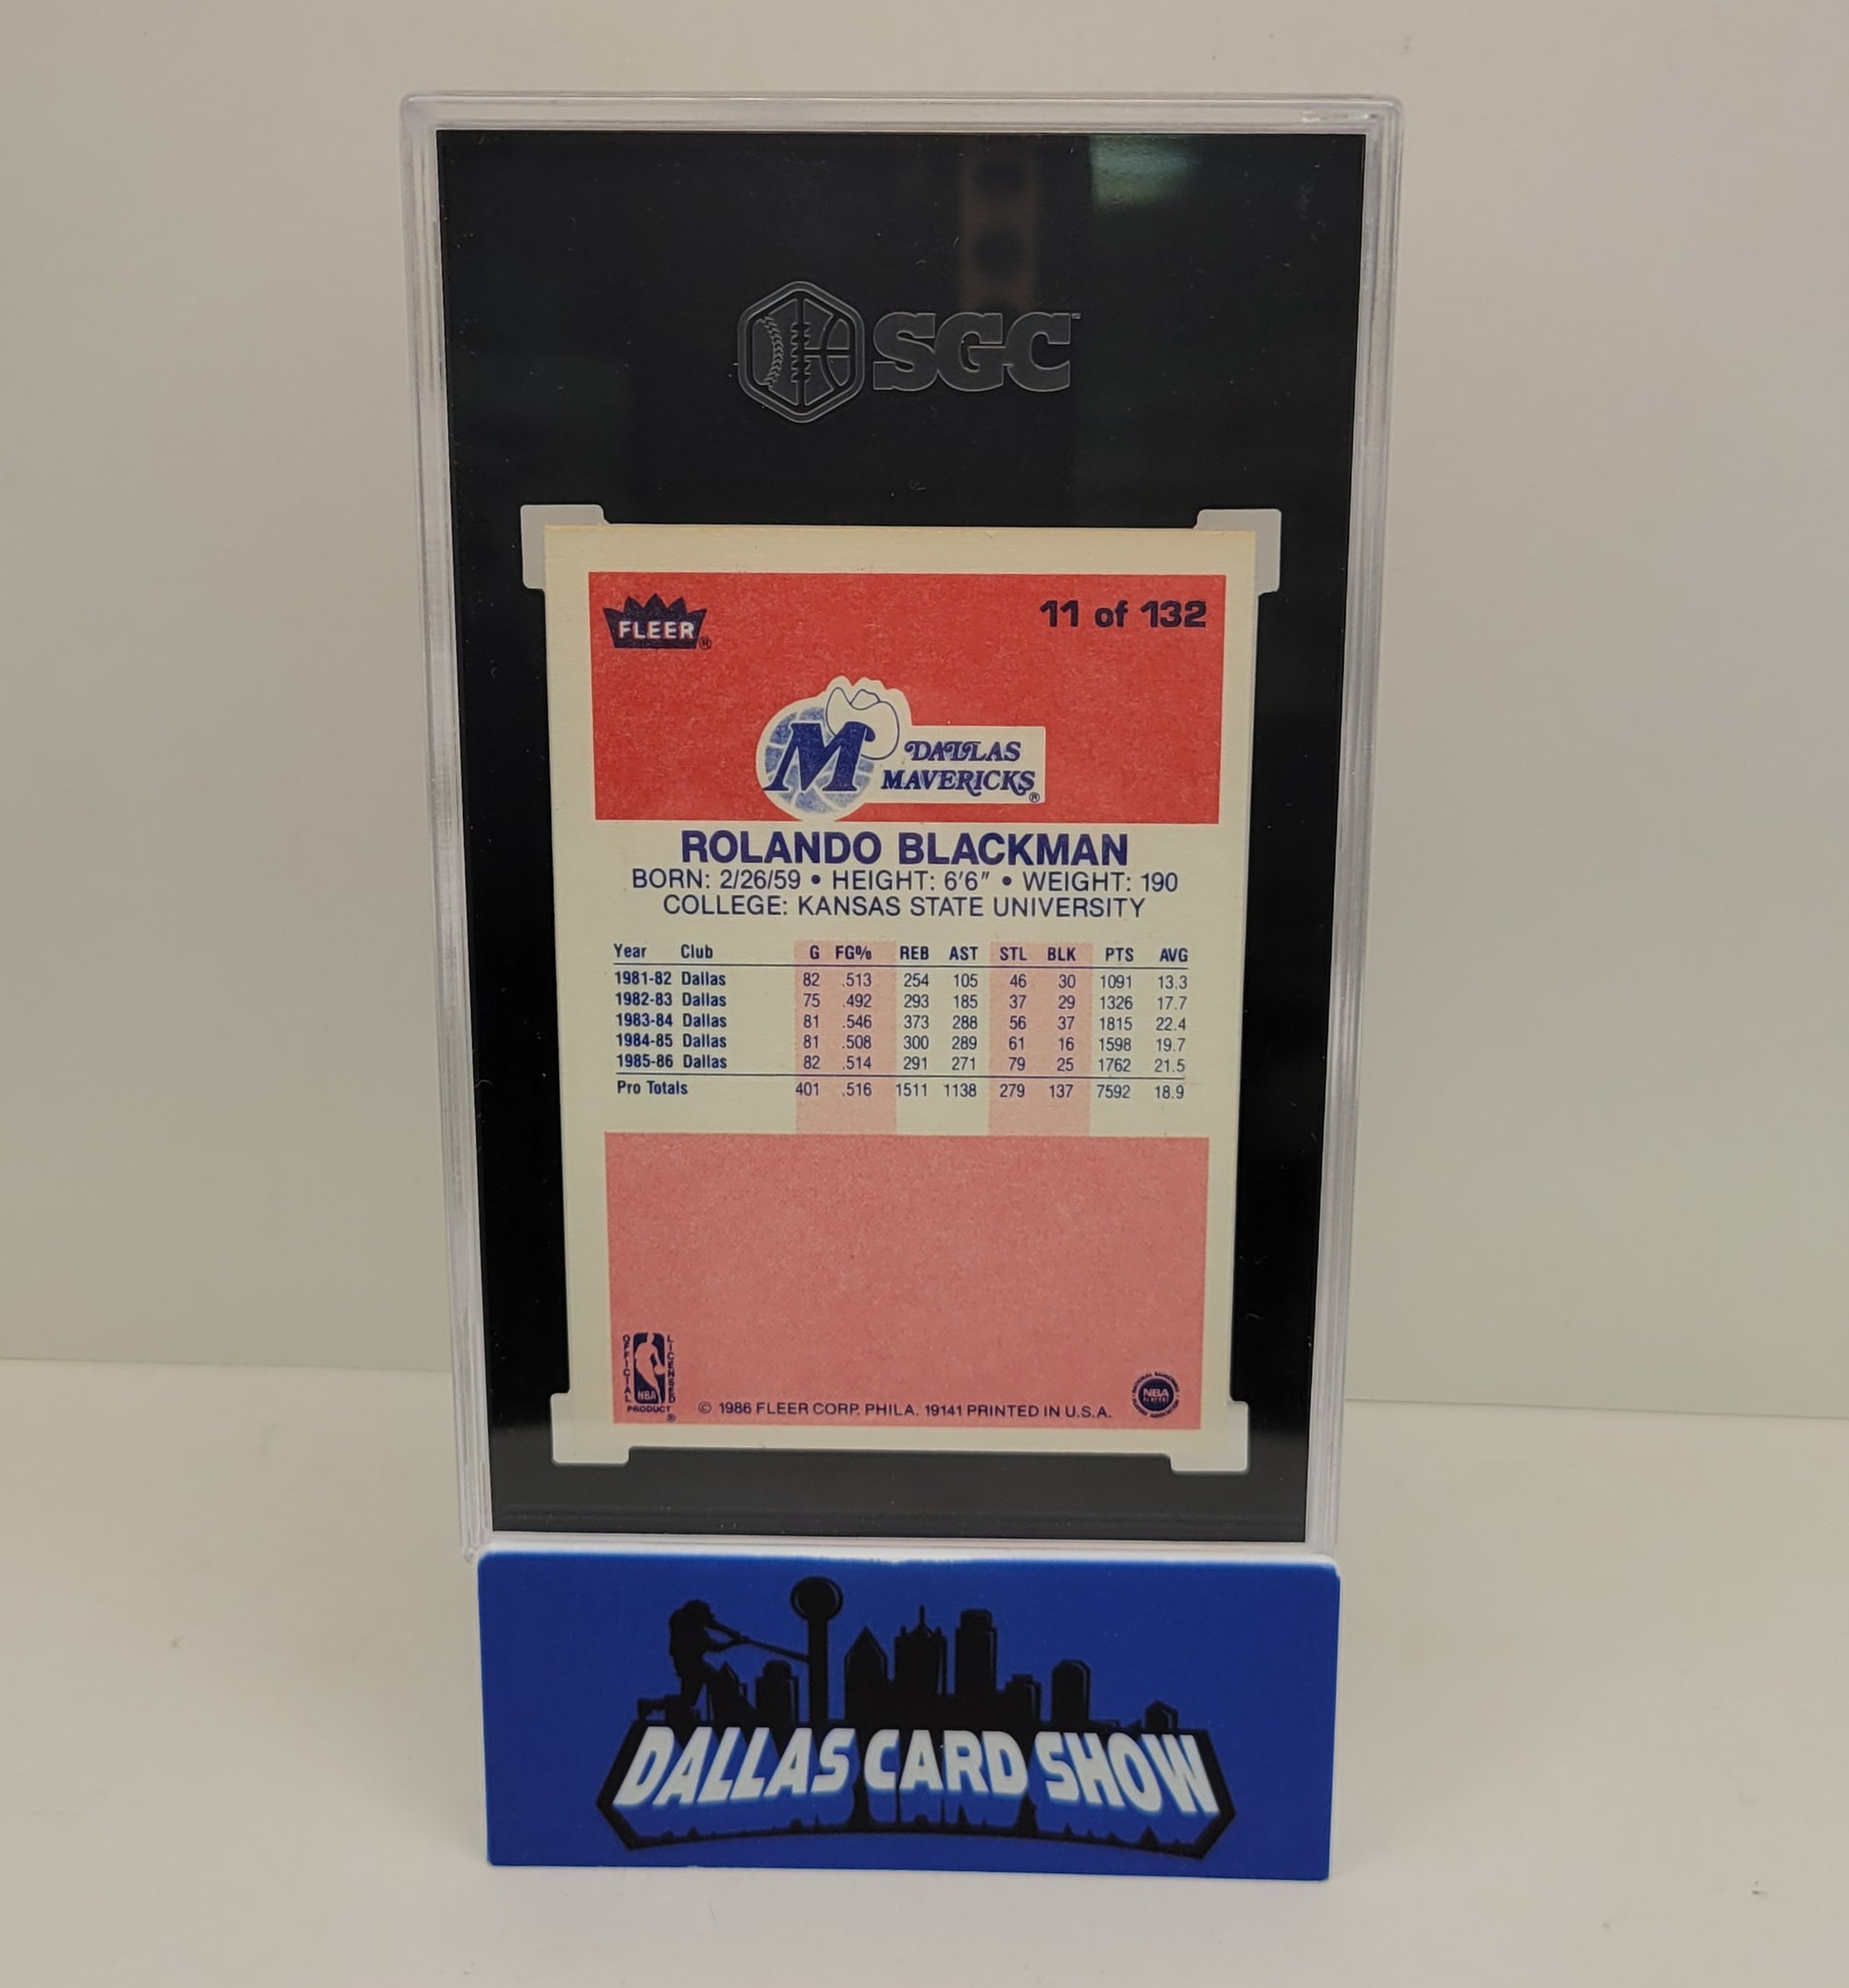 SGC
FLEER®
11 of 132
M
DALLAS
MAVERICKS®
ROLANDO BLACKMAN
BORN: 2/26/59 • HEIGHT: 6'6" • WEIGHT: 190
COLLEGE: KANSAS STATE UNIVERSITY
Year Club G FG% REB AST STL BLK PTS AVG
1981-82 Dallas 82 .513 254 105 46 30 1091 13.3
1982-83 Dallas 75 .492 293 185 37 29 1326 17.7
1983-84 Dallas 81 .546 373 288 56 37 1815 22.4
1984-85 Dallas 81 .508 300 289 61 16 1598 19.7
1985-86 Dallas 82 .514 291 271 79 25 1762 21.5
Pro Totals 401 .516 1511 1138 279 137 7592 18.9
OFFICIAL NBA LICENSED
PRODUCT ®
© 1986 FLEER CORP. PHILA. 19141 PRINTED IN U.S.A.
NBA
DALLAS CARD SHOW